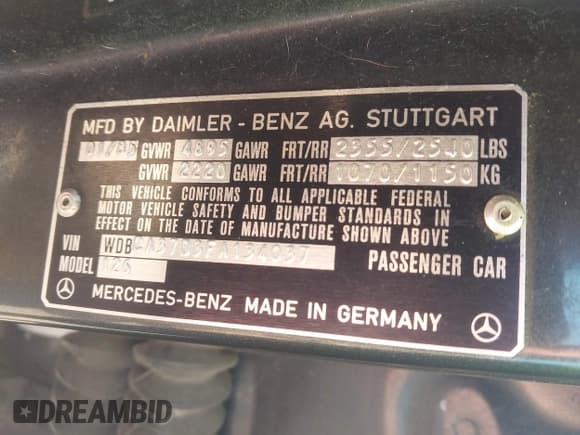 MFD BY DAIMLER - BENZ AG. STUTTGART
GVWR 4895 GAWR FRT/RR 2355/2540 LBS
GVWR 2220 GAWR FRT/RR 1070/1150 KG
THIS VEHICLE CONFORMS TO ALL APPLICABLE FEDERAL
MOTOR VEHICLE SAFETY AND BUMPER STANDARDS IN
EFFECT ON THE DATE OF MANUFACTURE SHOWN ABOVE
VIN WDB PASSENGER CAR
MODEL 126
MERCEDES-BENZ MADE IN GERMANY
DREAMBID